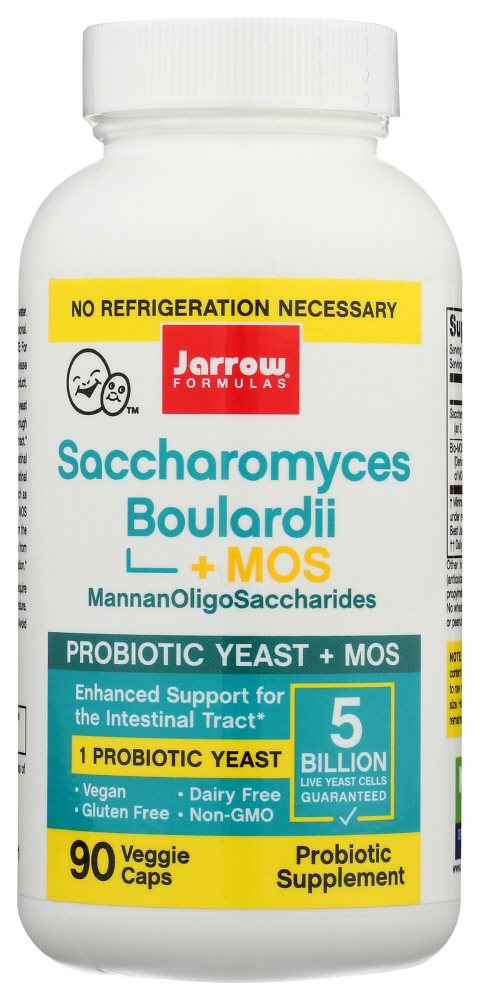 NO REFRIGERATION NECESSARY
Jarrow
FORMULAS®
TM
Saccharomyces
Boulardii
+ MOS
MannanOligoSaccharides
PROBIOTIC YEAST + MOS
Enhanced Support for
the Intestinal Tract*
1 PROBIOTIC YEAST
• Vegan • Dairy Free
• Gluten Free • Non-GMO
5
BILLION
LIVE YEAST CELLS
GUARANTEED
90 Veggie
Caps
Probiotic
Supplement
NOTE